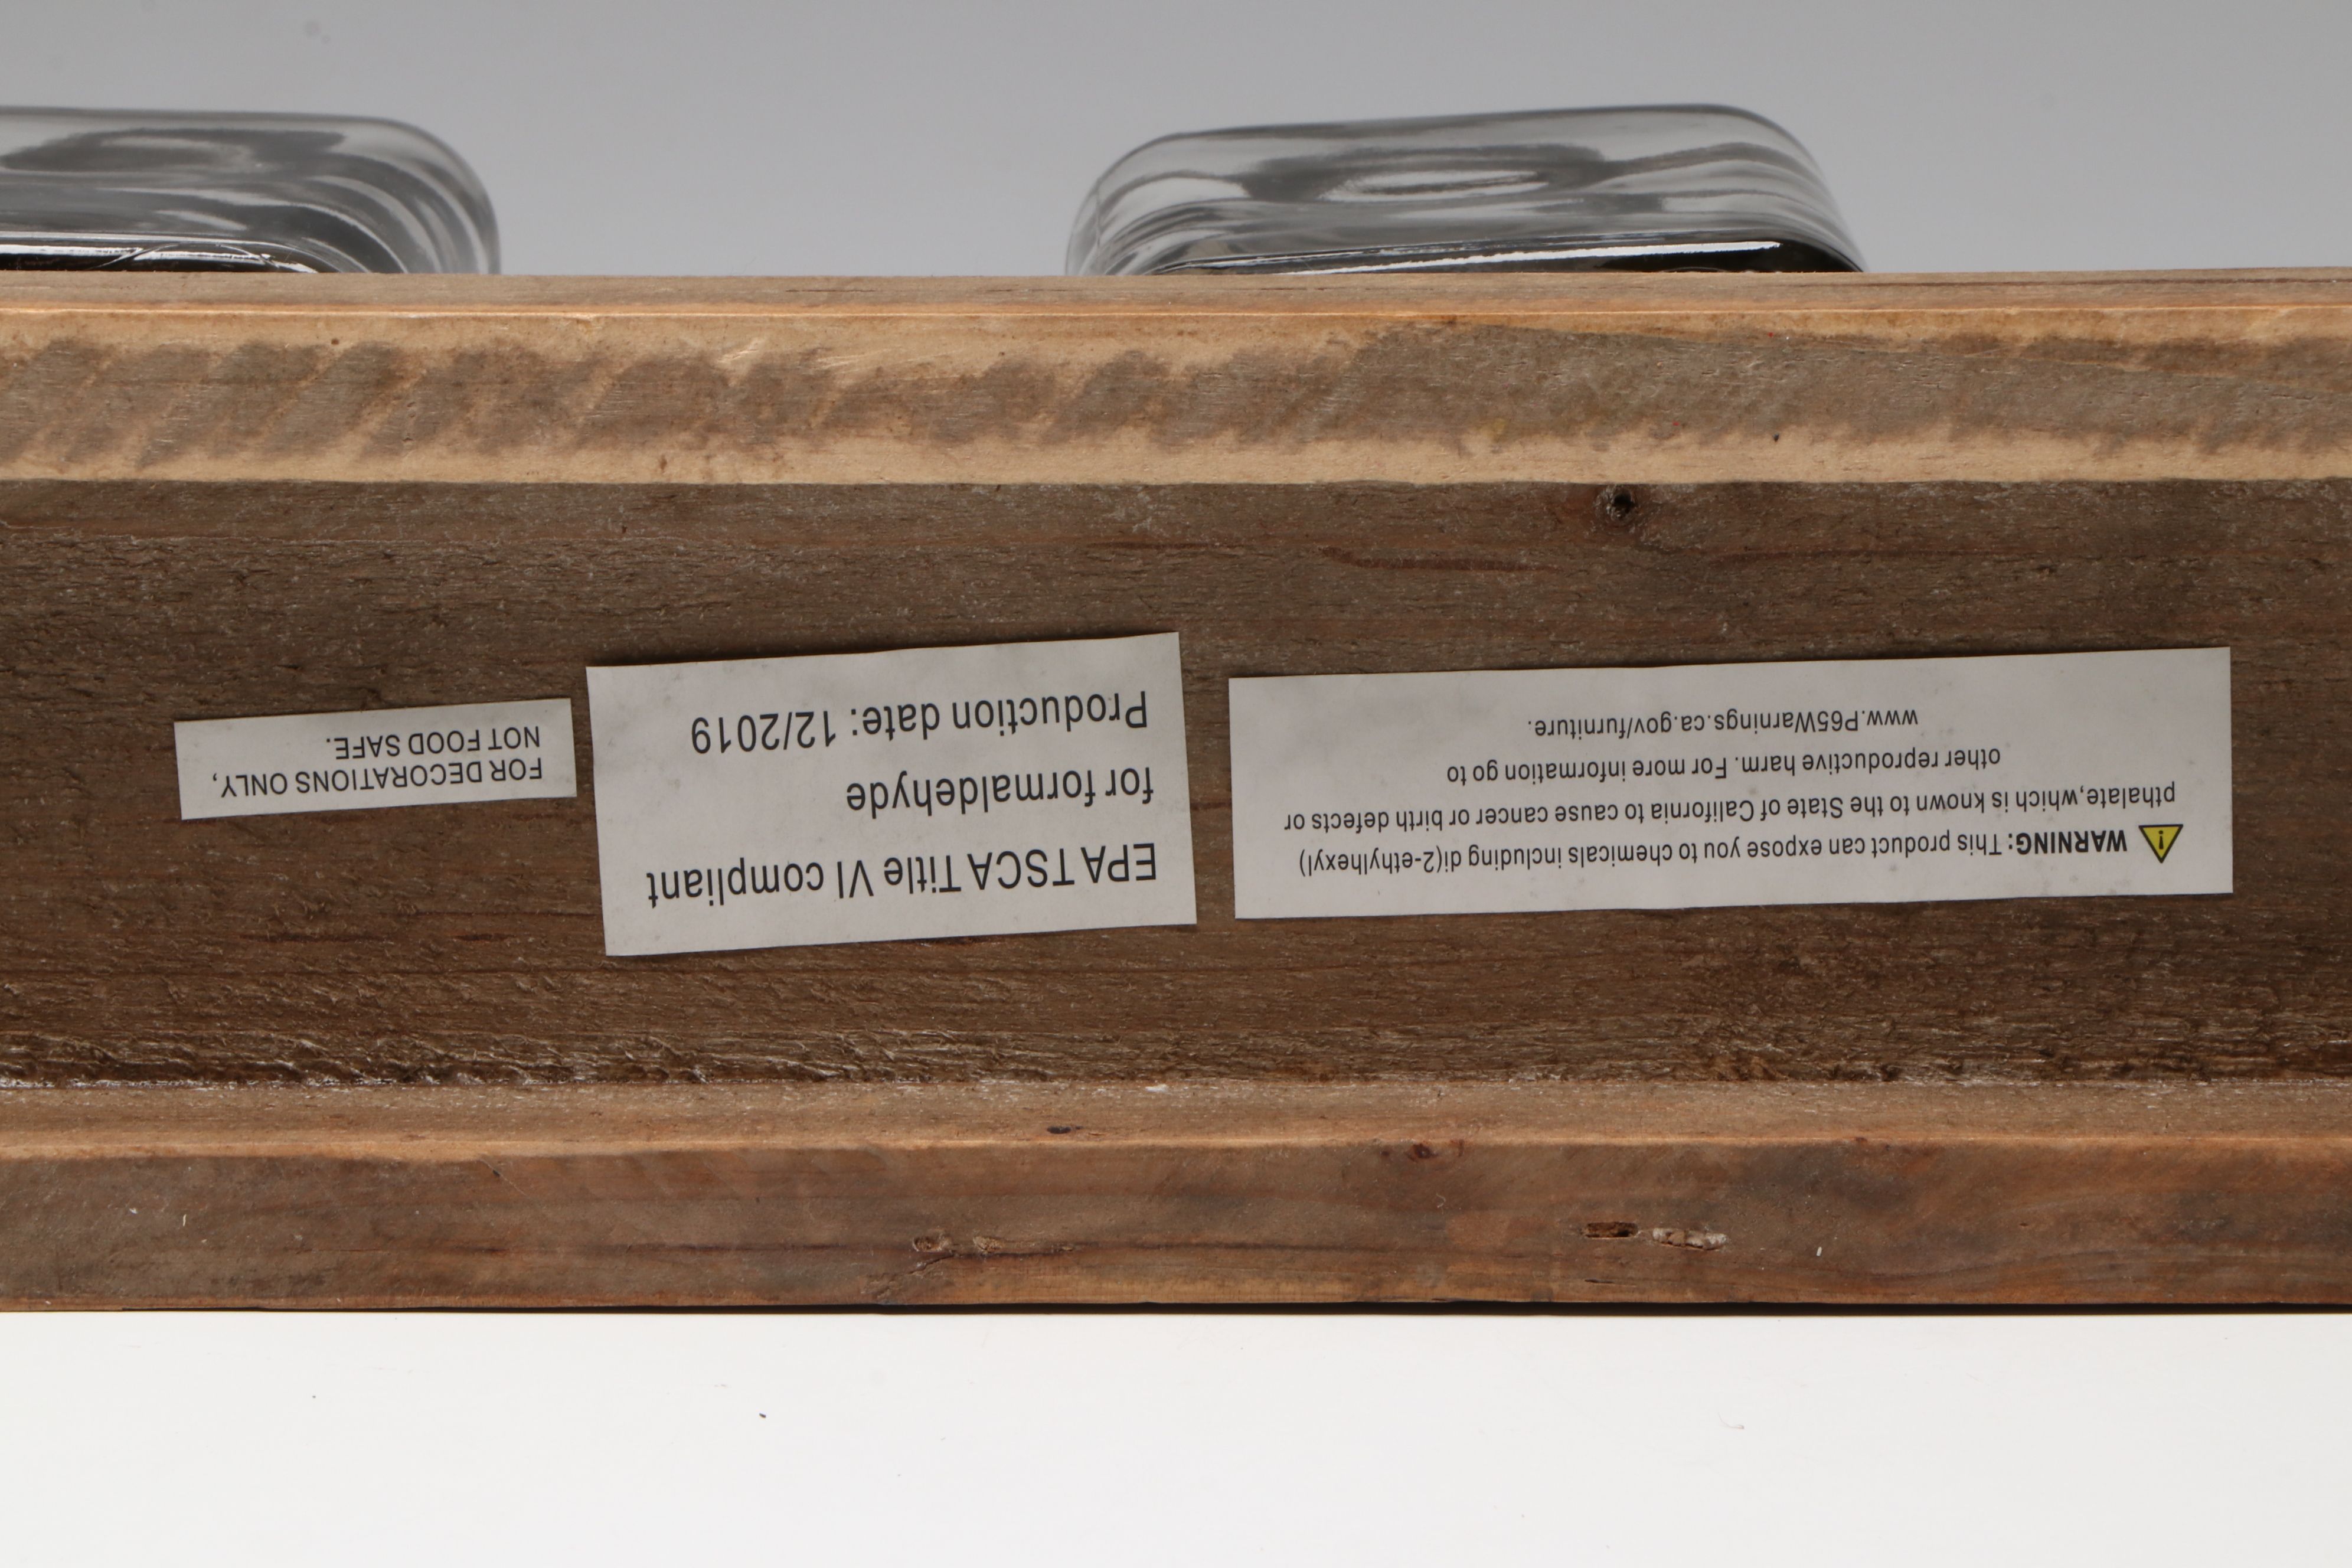 WARNING: This product can expose you to chemicals including di(2-ethylhexyl)
pthalate,which is known to the State of California to cause cancer or birth defects or
other reproductive harm. For more information go to
www.P65Warnings.ca.gov/furniture.
EPA TSCA Title VI compliant
for formaldehyde
Production date: 12/2019
FOR DECORATIONS ONLY,
NOT FOOD SAFE.